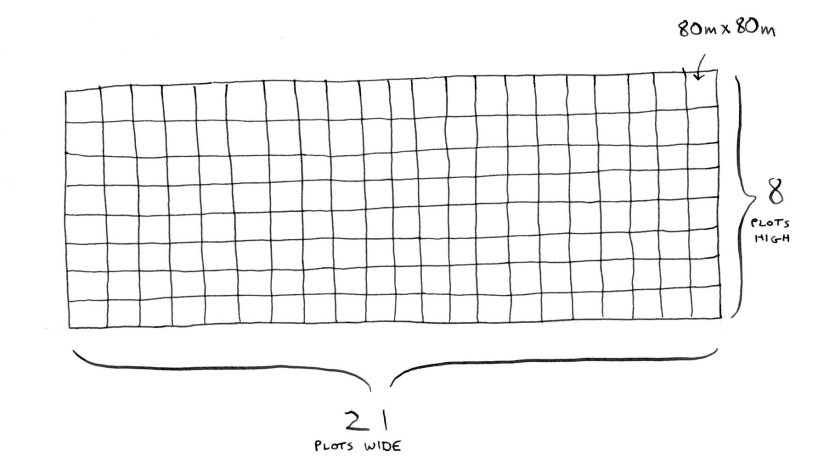 80m x 80m
8
PLOTS
HIGH
21
PLOTS WIDE